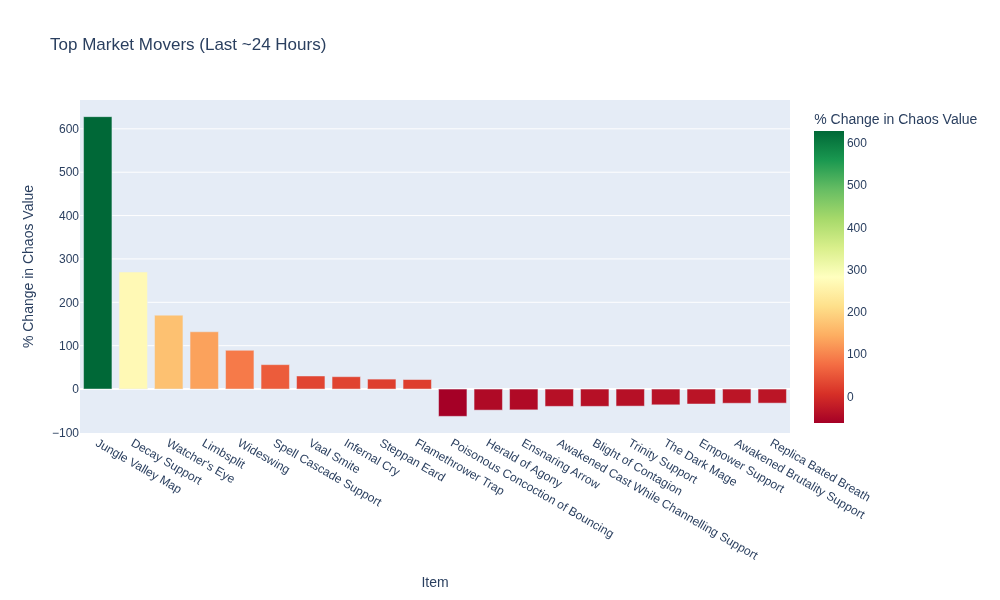 Top Market Movers (Last ~24 Hours)
% Change in Chaos Value
600
500
400
300
200
100
0
−100
Jungle Valley Map
Decay Support
Watcher's Eye
Limbsplit
Wideswing
Spell Cascade Support
Vaal Smite
Infernal Cry
Steppan Eard
Flamethrower Trap
Poisonous Concoction of Bouncing
Herald of Agony
Ensnaring Arrow
Awakened Cast While Channelling Support
Blight of Contagion
Trinity Support
The Dark Mage
Empower Support
Awakened Brutality Support
Replica Bated Breath
Item
% Change in Chaos Value
600
500
400
300
200
100
0